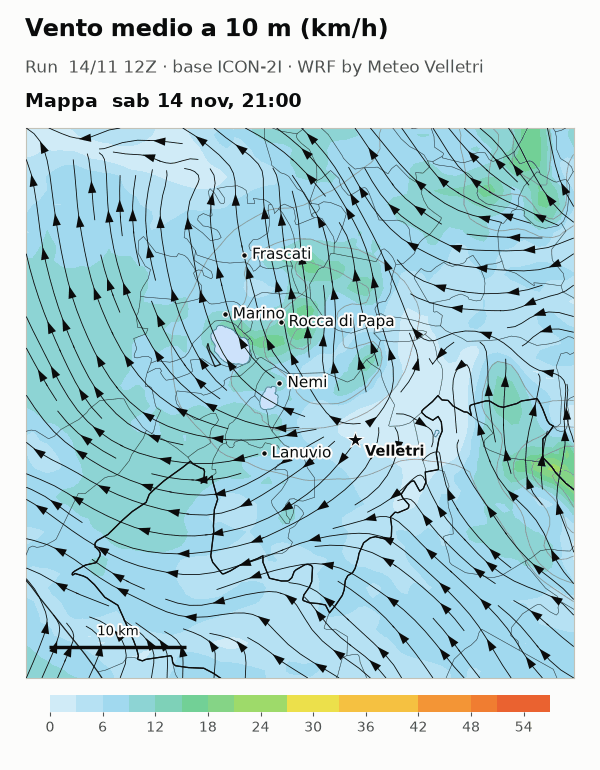 Vento medio a 10 m (km/h)
Run 14/11 12Z · base ICON-2I · WRF by Meteo Velletri
Mappa sab 14 nov, 21:00
Frascati
Marino
Rocca di Papa
Nemi
Velletri
Lanuvio
10 km
0 6 12 18 24 30 36 42 48 54